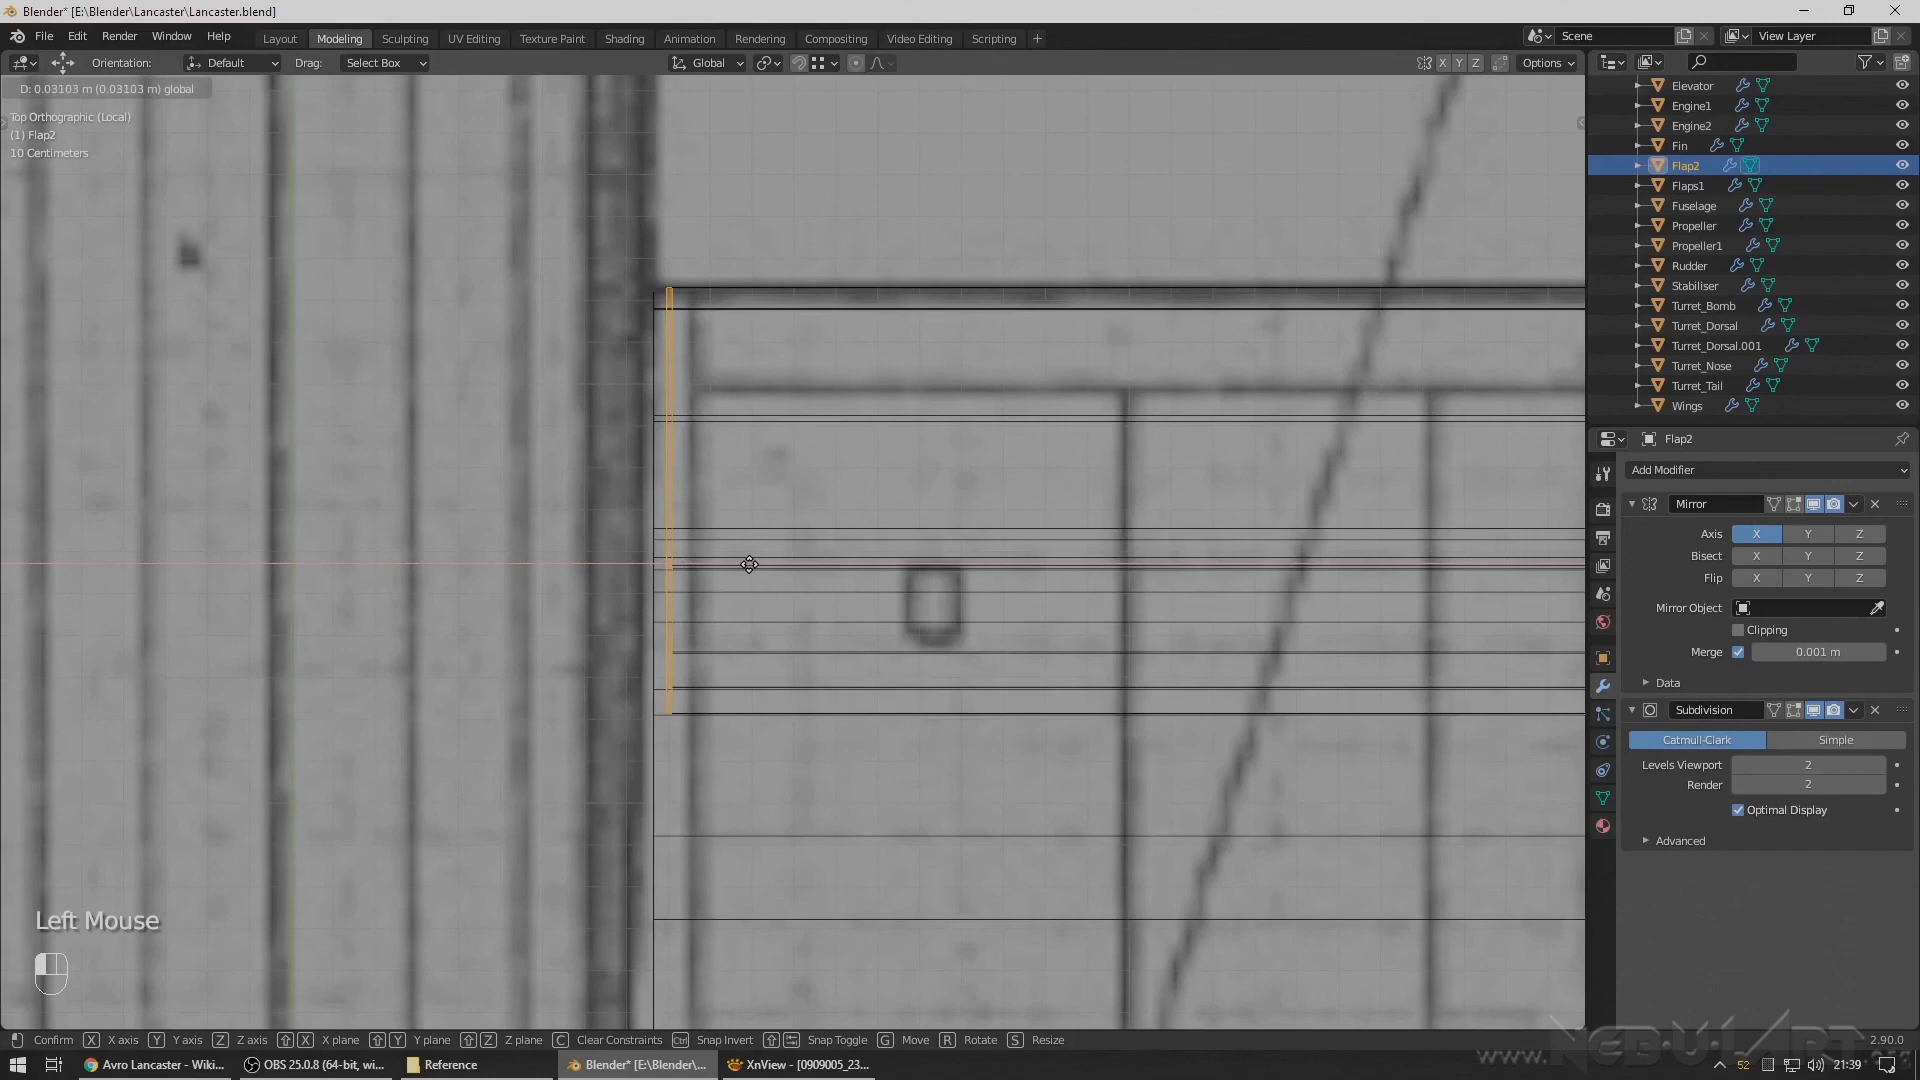 Blender* [E:\Blender\Lancaster\Lancaster.blend]
File Edit Render Window Help
Layout Modeling Sculpting UV Editing Texture Paint Shading Animation Rendering Compositing Video Editing Scripting +
Scene
View Layer
Orientation: Default Drag: Select Box
Global
X Y Z
Options
D: 0.03103 m (0.03103 m) global
Top Orthographic (Local)
(1) Flap2
10 Centimeters
Elevator
Engine1
Engine2
Fin
Flap2
Flaps1
Fuselage
Propeller
Propeller1
Rudder
Stabiliser
Turret_Bomb
Turret_Dorsal
Turret_Dorsal.001
Turret_Nose
Turret_Tail
Wings
Flap2
Add Modifier
Mirror
Axis X Y Z
Bisect X Y Z
Flip X Y Z
Mirror Object
Clipping
Merge 0.001 m
Data
Subdivision
Catmull-Clark Simple
Levels Viewport 2
Render 2
Optimal Display
Advanced
Left Mouse
Confirm X X axis Y Y axis Z Z axis X X plane Y Y plane Z Z plane C Clear Constraints Ctrl Snap Invert Snap Toggle G Move R Rotate S Resize
2.90.0
Avro Lancaster - Wiki...
OBS 25.0.8 (64-bit, wi...
Reference
Blender* [E:\Blender\...
XnView - [0909005_23...
52
21:39